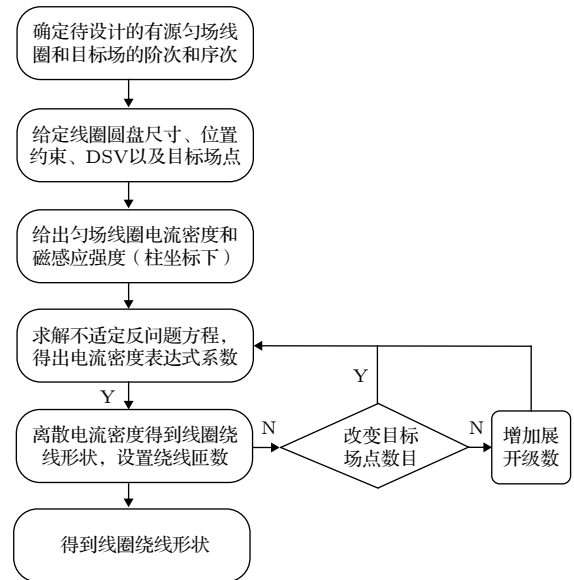 确定待设计的有源匀场线
圈和目标场的阶次和序次
给定线圈圆盘尺寸、位置
约束、DSV以及目标场点
给出匀场线圈电流密度和
磁感应强度（柱坐标下）
求解不适定反问题方程，
得出电流密度表达式系数
Y
Y
离散电流密度得到线圈绕
线形状，设置绕线匝数
N
改变目标
场点数目
N
增加展
开级数
得到线圈绕线形状